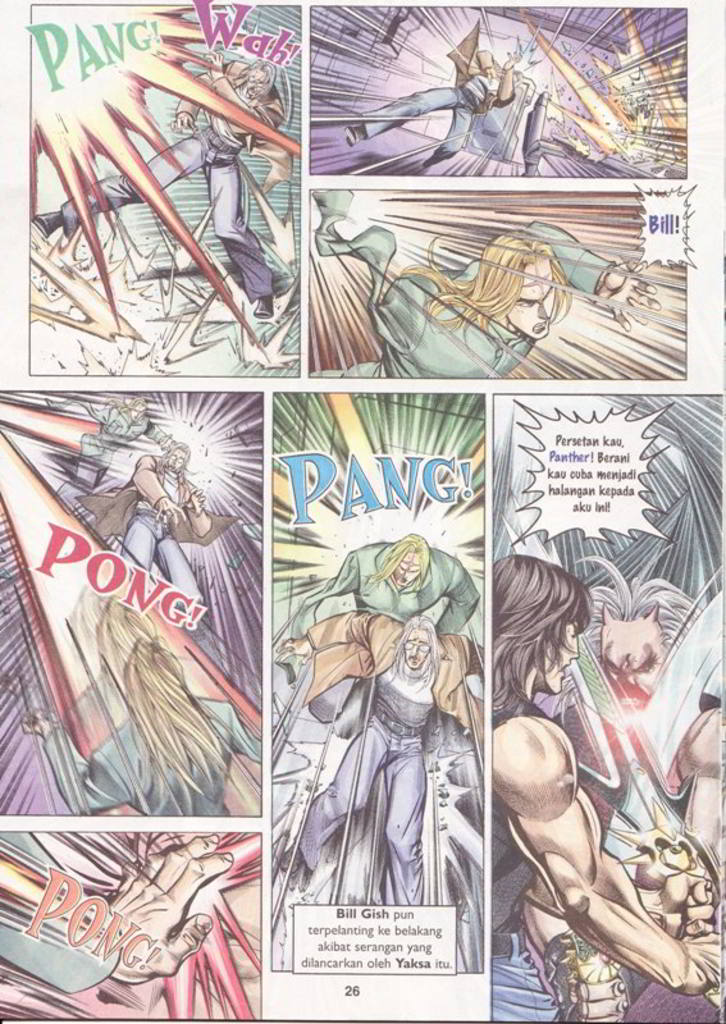 PANG!
Wah!
Bill!
PONG!
PANG!
Persetan kau,
Panther! Berani
kau cuba menjadi
halangan kepada
aku ini!
PONG!
Bill Gish pun
terpelanting ke belakang
akibat serangan yang
dilancarkan oleh Yaksa itu.
26